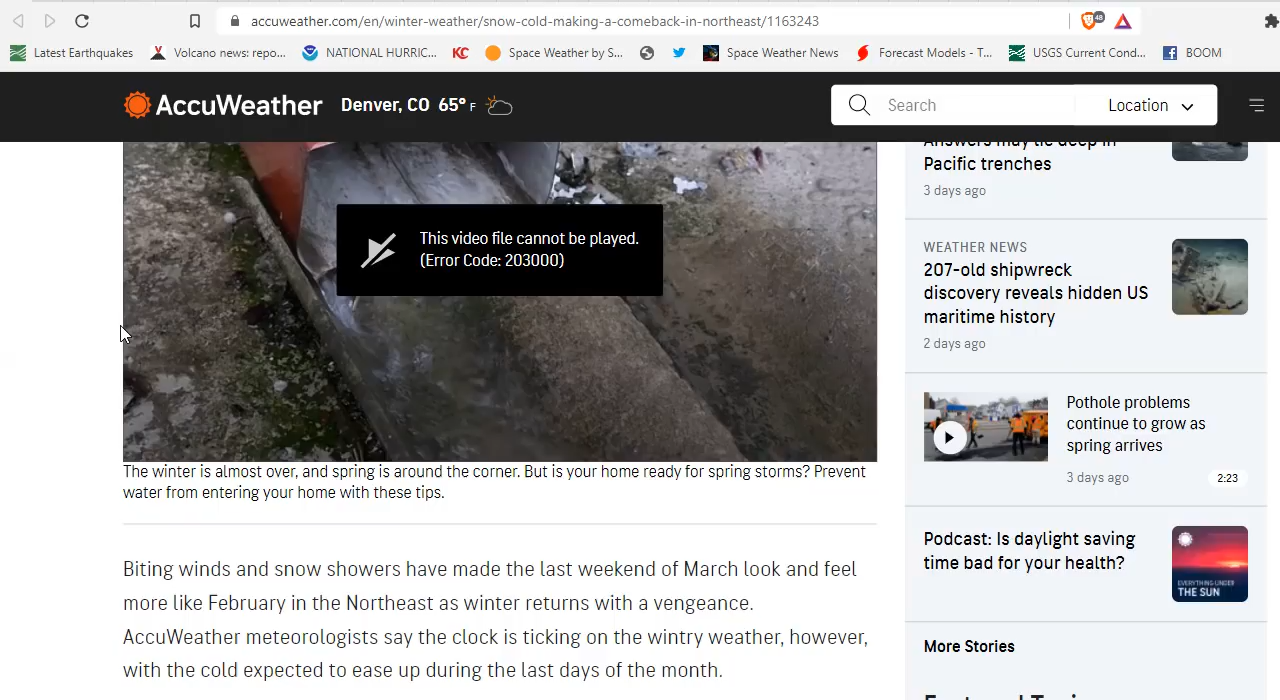 accuweather.com/en/winter-weather/snow-cold-making-a-comeback-in-northeast/1163243
48
Latest Earthquakes
Volcano news: repo...
NATIONAL HURRIC...
KC
Space Weather by S...
Space Weather News
Forecast Models - T...
USGS Current Cond...
BOOM
AccuWeather
Denver, CO 65° F
Search
Location
This video file cannot be played.
(Error Code: 203000)
The winter is almost over, and spring is around the corner. But is your home ready for spring storms? Prevent
water from entering your home with these tips.
Biting winds and snow showers have made the last weekend of March look and feel
more like February in the Northeast as winter returns with a vengeance.
AccuWeather meteorologists say the clock is ticking on the wintry weather, however,
with the cold expected to ease up during the last days of the month.
Answers may lie deep in
Pacific trenches
3 days ago
WEATHER NEWS
207-old shipwreck
discovery reveals hidden US
maritime history
2 days ago
Pothole problems
continue to grow as
spring arrives
3 days ago
2:23
Podcast: Is daylight saving
time bad for your health?
EVERYTHING UNDER
THE SUN
More Stories